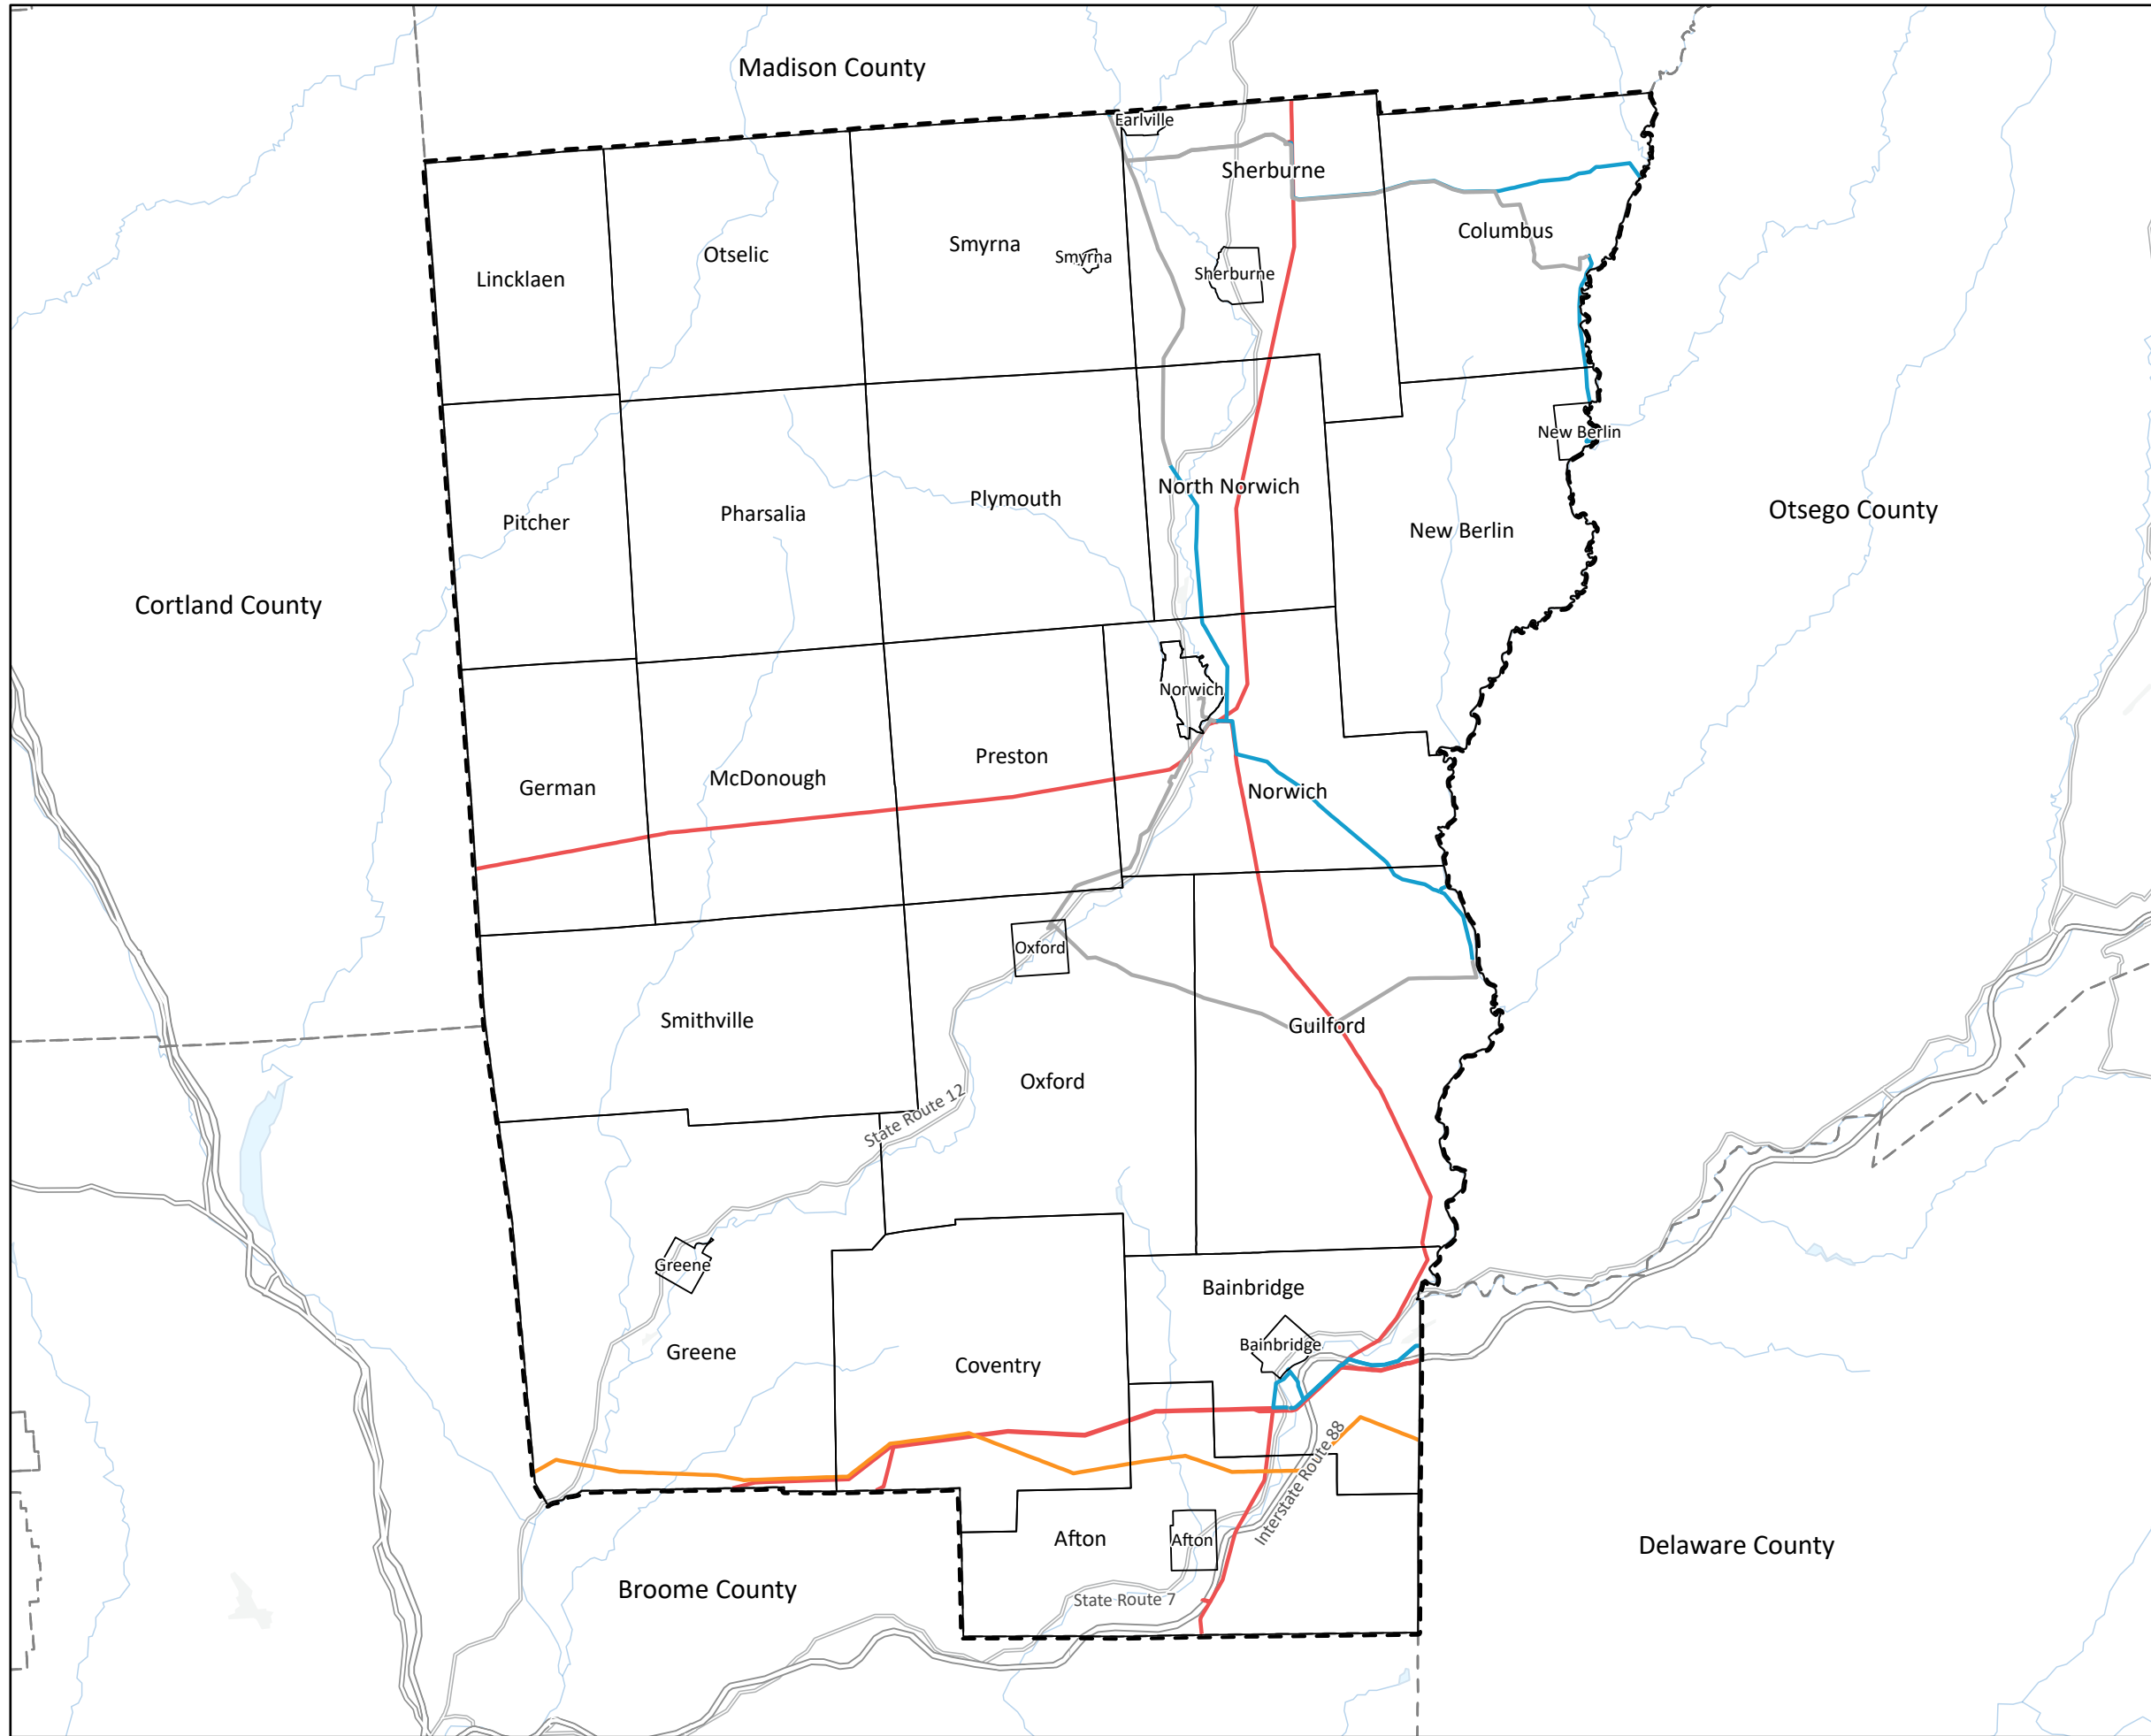 Madison County
Earlville
Sherburne
Columbus
Smyrna
Otselic
Smyrna
Lincklaen
Sherburne
New Berlin
North Norwich
Plymouth
Otsego County
Pharsalia
Pitcher
New Berlin
Cortland County
Norwich
Preston
McDonough
German
Norwich
Oxford
Smithville
Guilford
Oxford
State Route 12
Greene
Bainbridge
Bainbridge
Greene
Coventry
Interstate Route 88
Afton
Afton
Delaware County
Broome County
State Route 7